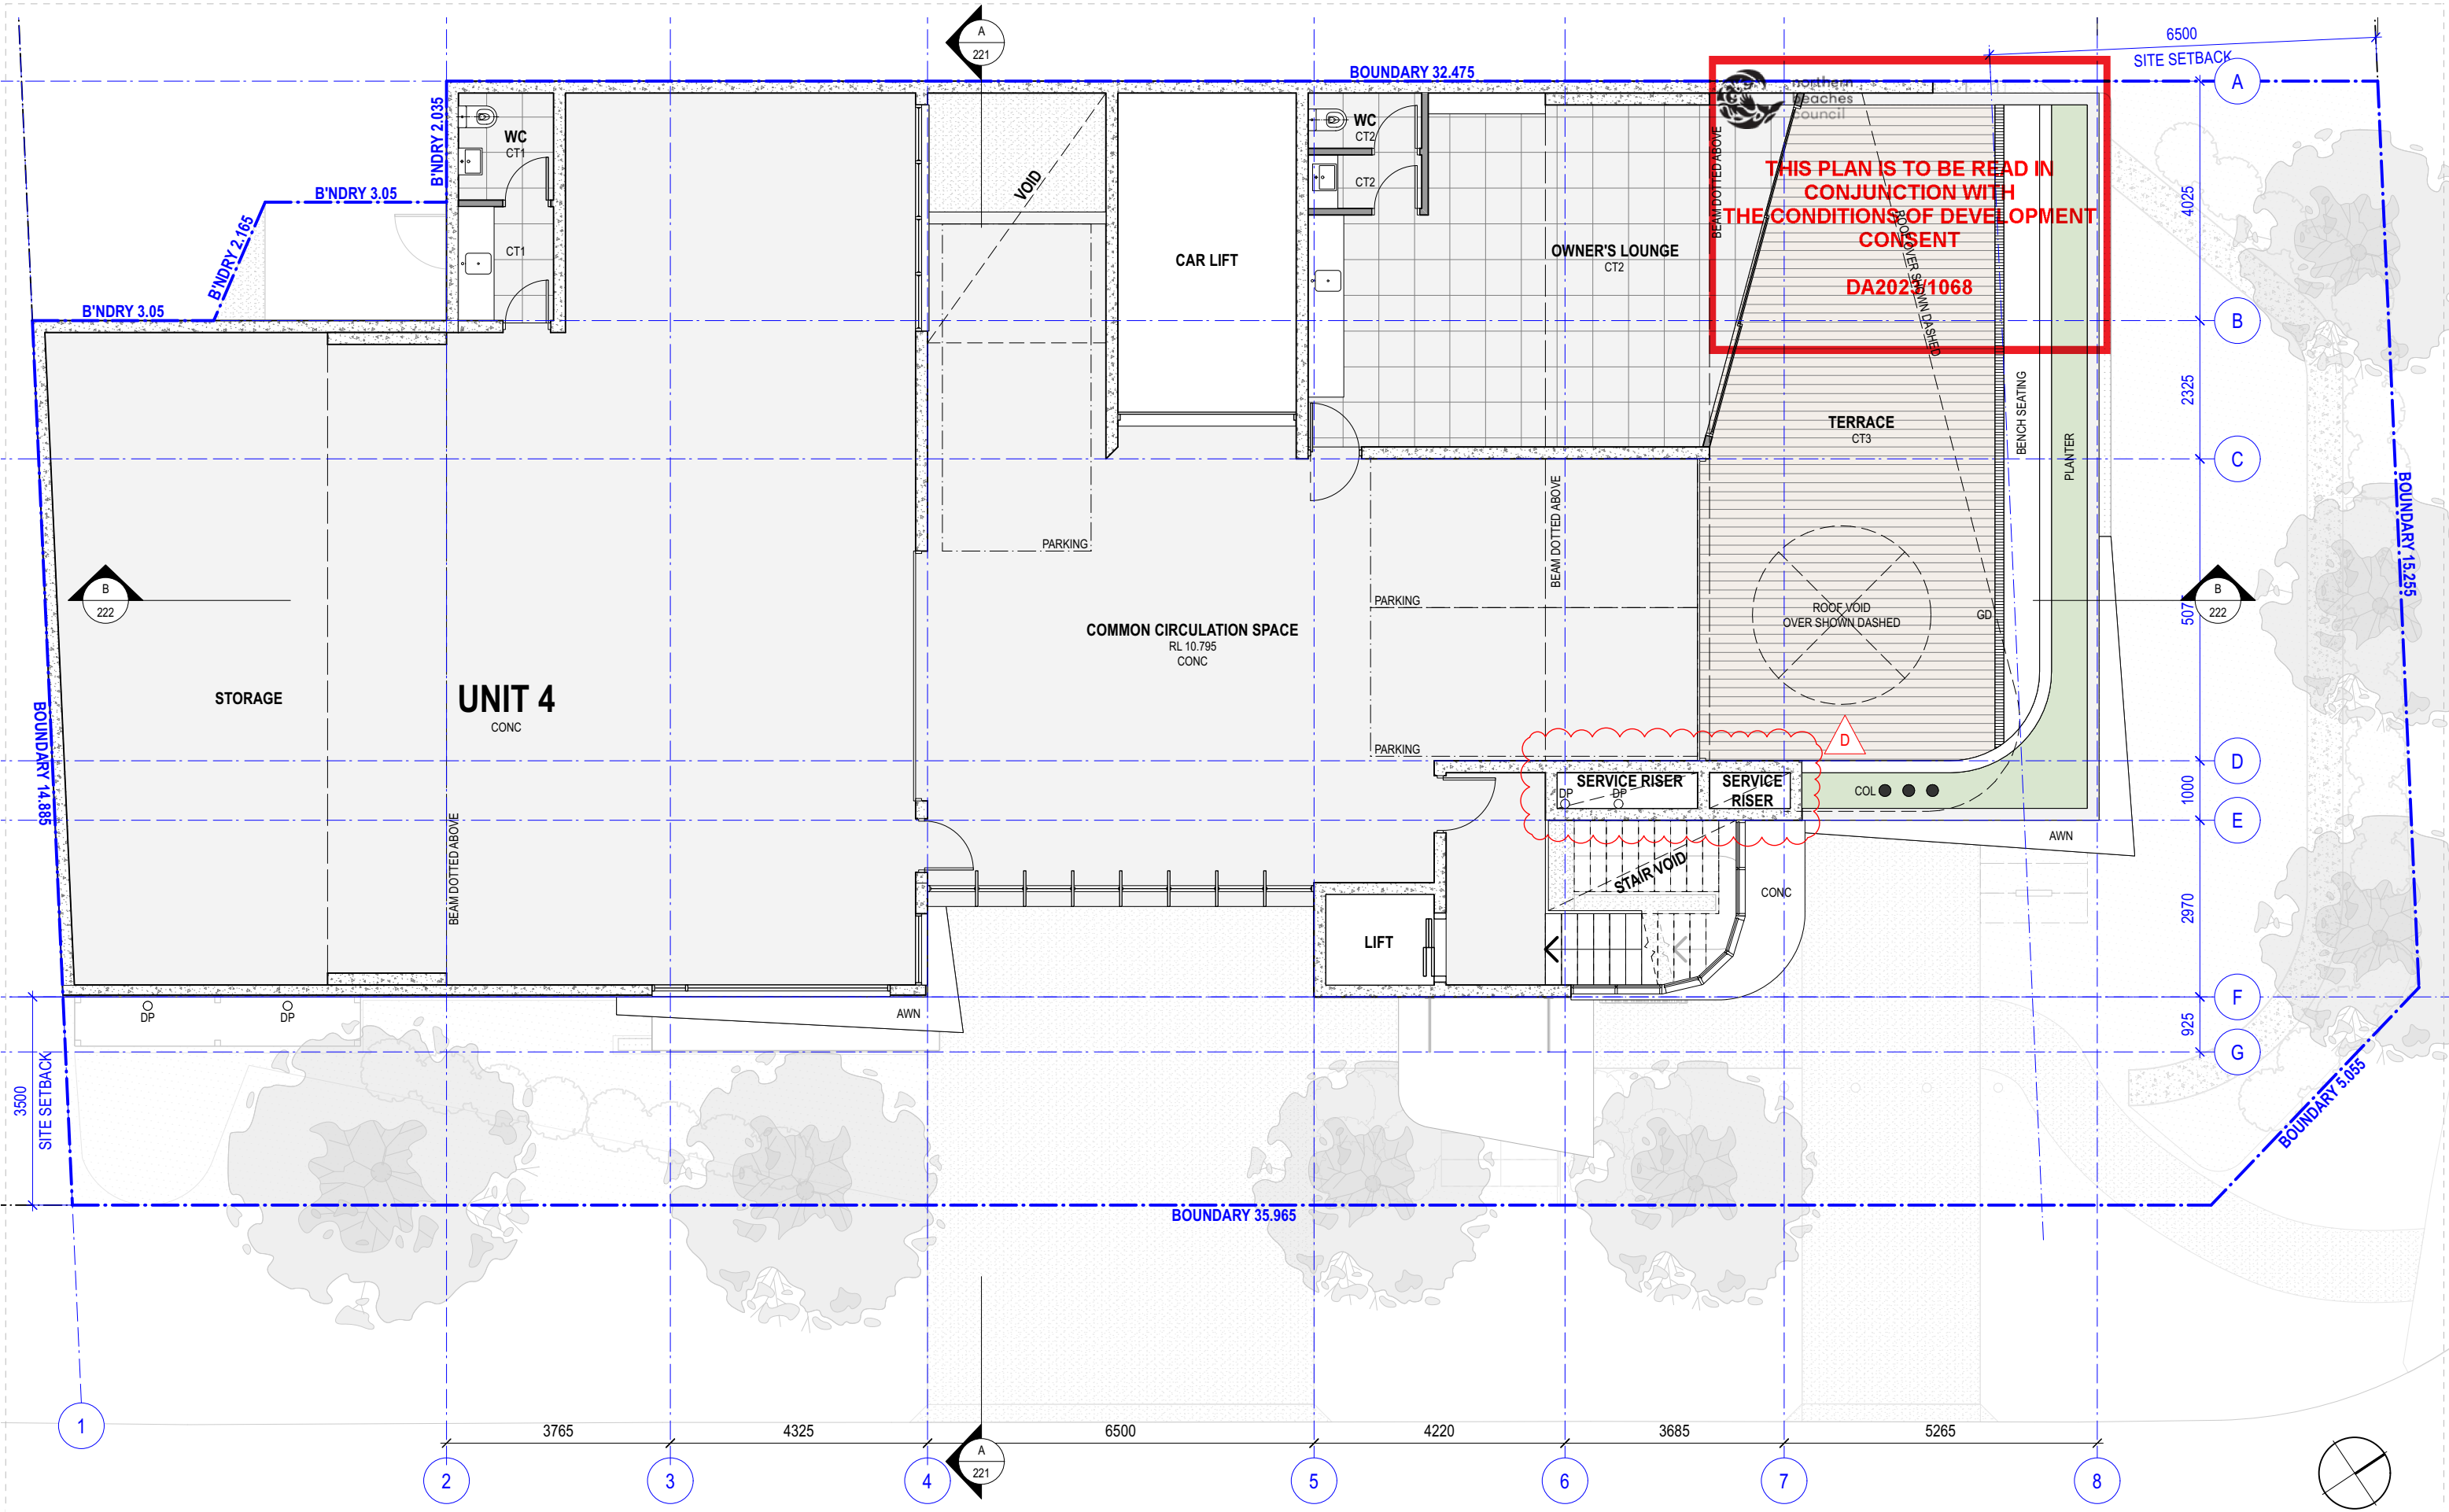 A
221
BOUNDARY 32.475
6500
SITE SETBACK
A
northern
beaches
council
B'NDRY 2.035
WC
CT1
CT1
VOID
CAR LIFT
WC
CT2
CT2
OWNER'S LOUNGE
CT2
BEAM DOTTED ABOVE
THIS PLAN IS TO BE READ IN
CONJUNCTION WITH
THE CONDITIONS OF DEVELOPMENT
CONSENT
ROOF OVER SHOWN DASHED
4025
B'NDRY 3.05
B'NDRY 2.165
B'NDRY 3.05
B
2325
TERRACE
CT3
BENCH SEATING
PLANTER
C
BOUNDARY 15.255
PARKING
BEAM DOTTED ABOVE
PARKING
B
222
ROOF VOID
OVER SHOWN DASHED
GD
B
222
COMMON CIRCULATION SPACE
RL 10.795
CONC
STORAGE
UNIT 4
CONC
BOUNDARY 14.885
PARKING
D
D
SERVICE RISER
DP
DP
SERVICE
RISER
COL
1000
E
BEAM DOTTED ABOVE
STAIR VOID
CONC
AWN
2970
LIFT
DP
DP
AWN
F
925
G
3500
SITE SETBACK
BOUNDARY 5.055
BOUNDARY 35.965
1
3765
4325
6500
4220
3685
5265
2
3
4
A
221
5
6
7
8